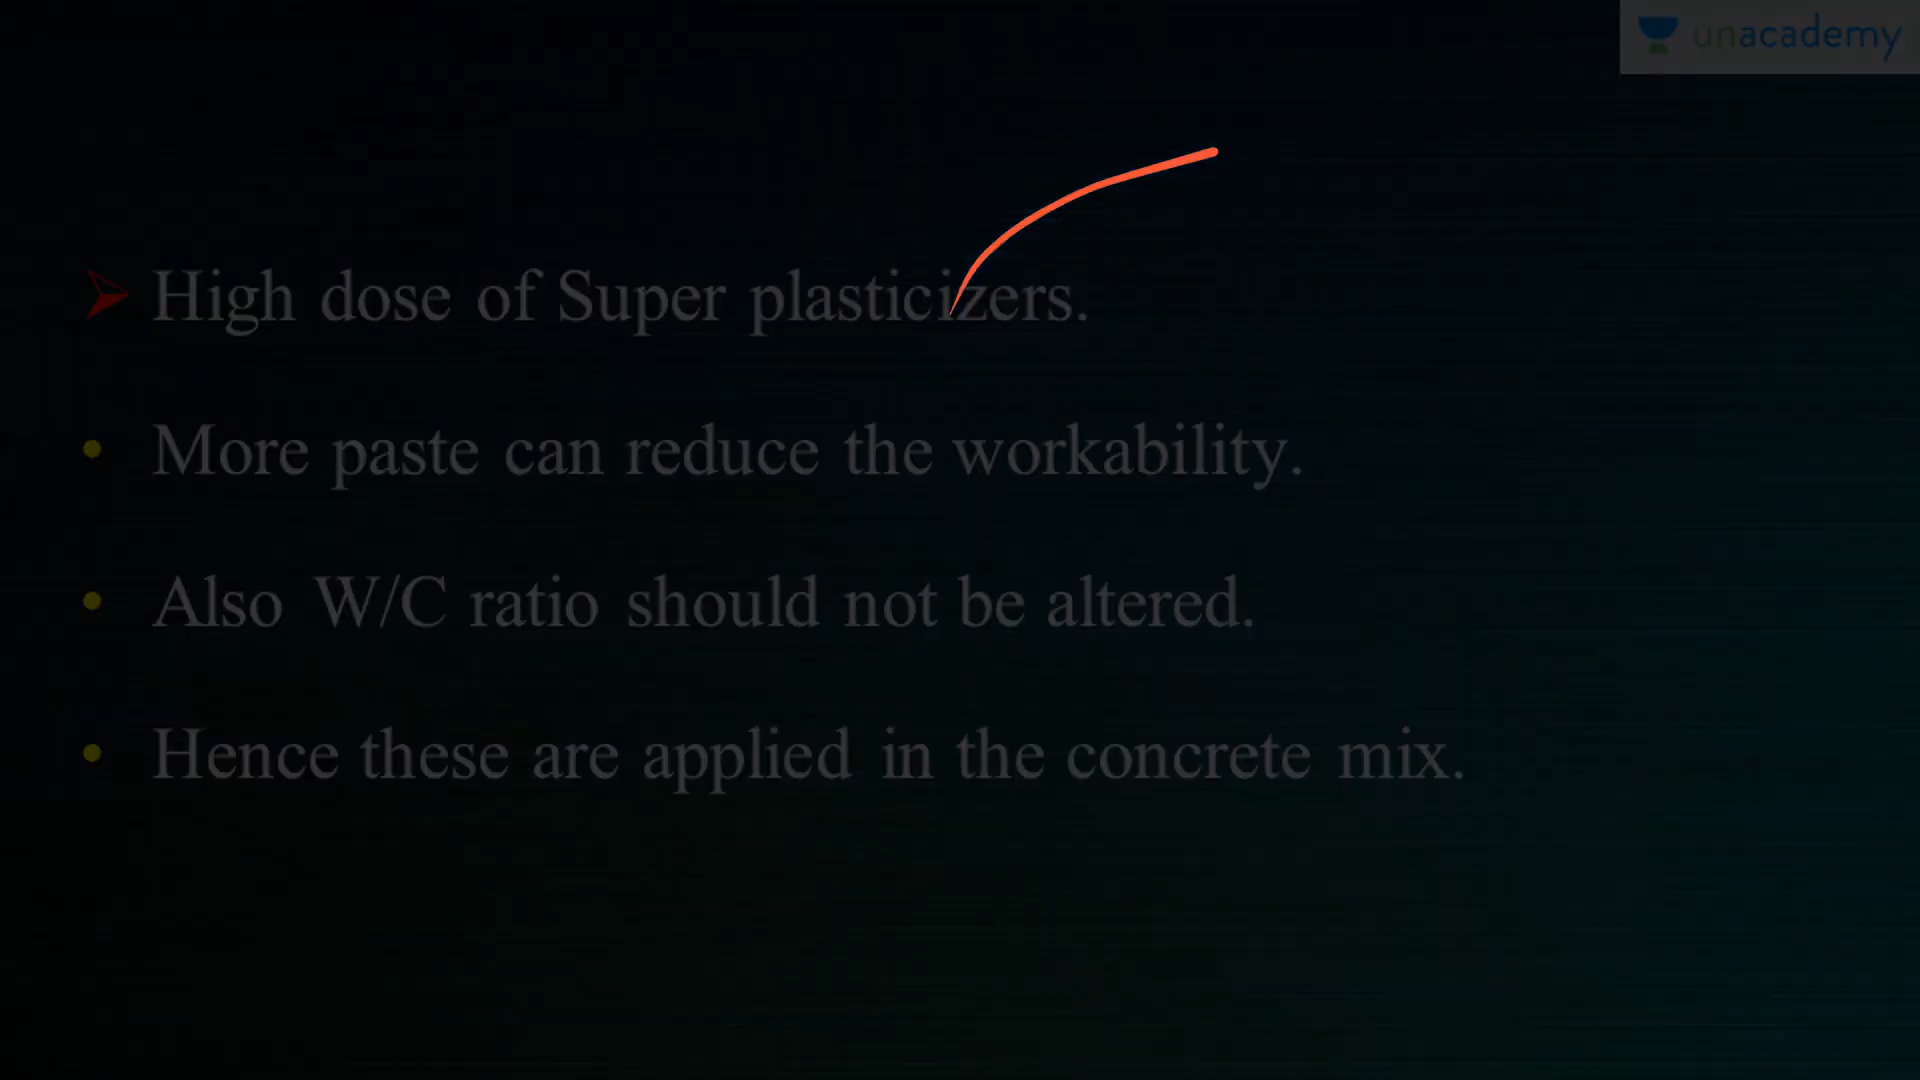 unacademy
High dose of Super plasticizers.
More paste can reduce the workability.
Also W/C ratio should not be altered.
Hence these are applied in the concrete mix.